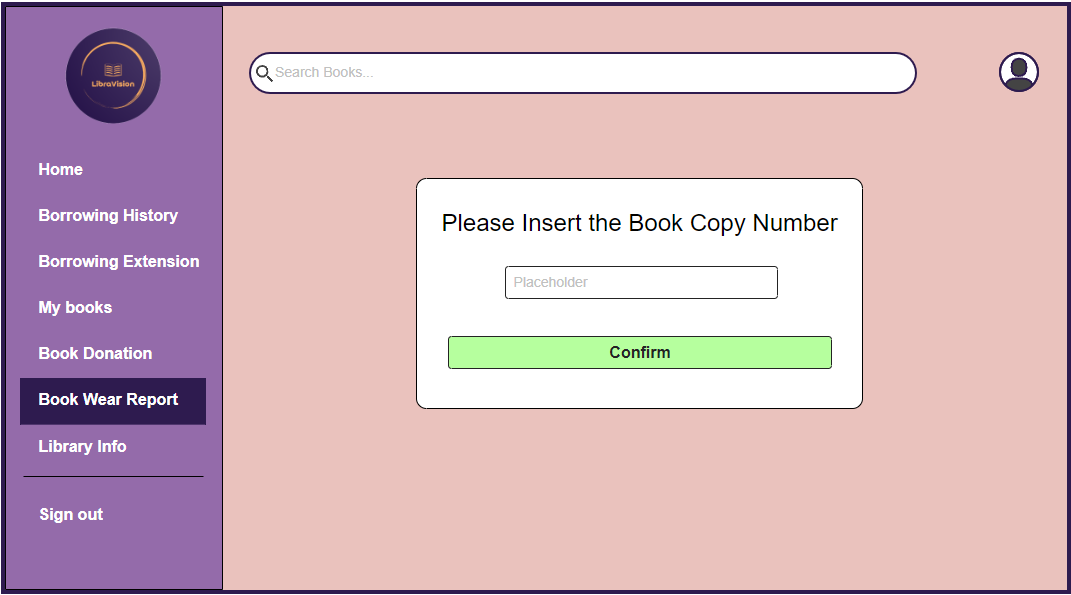 LibraVision
Search Books...
Home
Borrowing History
Borrowing Extension
My books
Book Donation
Book Wear Report
Library Info
Sign out
Please Insert the Book Copy Number
Placeholder
Confirm